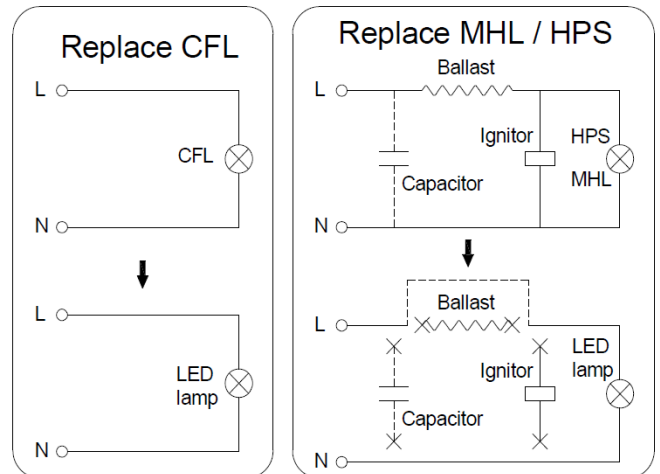 Replace CFL
L
CFL
N
L
LED
lamp
N
Replace MHL / HPS
Ballast
L
Ignitor
HPS
MHL
Capacitor
N
Ballast
L
LED
lamp
Ignitor
Capacitor
N